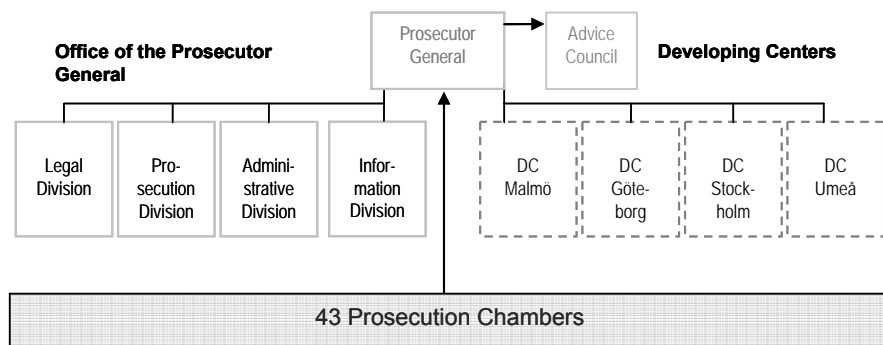 Office of the Prosecutor
General
Prosecutor
General
Advice
Council
Developing Centers
Legal
Division
Pro-
secution
Division
Admini-
strative
Division
Infor-
mation
Division
DC
Malmö
DC
Göte-
borg
DC
Stock-
holm
DC
Umeå
43 Prosecution Chambers